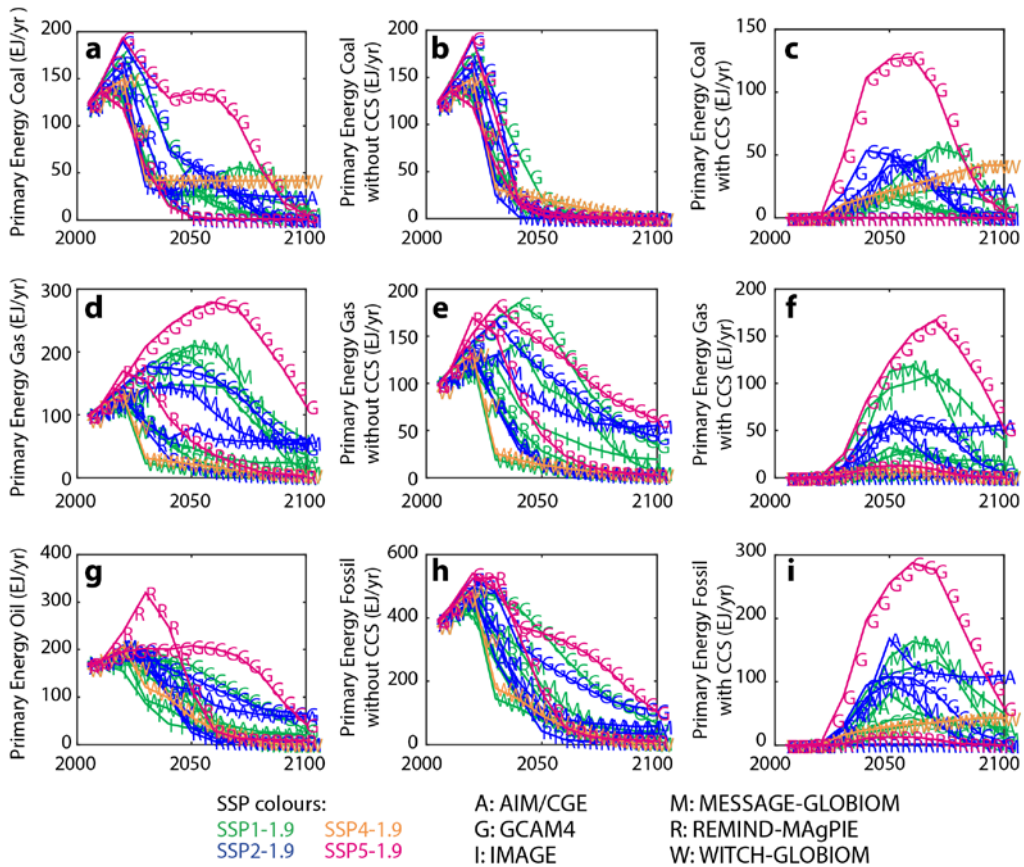 a
Primary Energy Coal (EJ/yr)
200
150
100
50
0
2000
2050
2100
b
Primary Energy Coal
without CCS (EJ/yr)
200
150
100
50
0
2000
2050
2100
c
Primary Energy Coal
with CCS (EJ/yr)
150
100
50
0
2000
2050
2100
d
Primary Energy Gas (EJ/yr)
300
200
100
0
2000
2050
2100
e
Primary Energy Gas
without CCS (EJ/yr)
200
150
100
50
0
2000
2050
2100
f
Primary Energy Gas
with CCS (EJ/yr)
200
150
100
50
0
2000
2050
2100
g
Primary Energy Oil (EJ/yr)
400
300
200
100
0
2000
2050
2100
h
Primary Energy Fossil
without CCS (EJ/yr)
600
400
200
0
2000
2050
2100
i
Primary Energy Fossil
with CCS (EJ/yr)
300
200
100
0
2000
2050
2100
SSP colours:
SSP1-1.9 SSP4-1.9
SSP2-1.9 SSP5-1.9
A: AIM/CGE
G: GCAM4
I: IMAGE
M: MESSAGE-GLOBIOM
R: REMIND-MAgPIE
W: WITCH-GLOBIOM